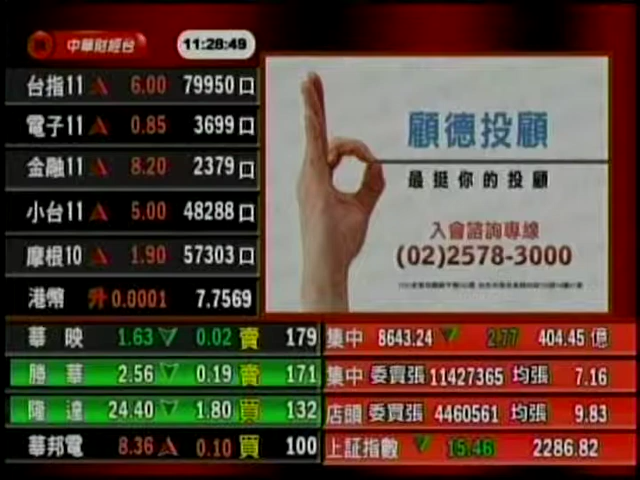 中華財經台 11:28:49
台指11 6.00 79950口
電子11 0.85 3699口
金融11 8.20 2379口
小台11 5.00 48288口
摩根10 1.90 57303口
港幣 升0.0001 7.7569
顧德投顧
最挺你的投顧
入會諮詢專線
(02)2578-3000
華映 1.63 0.02 賣 179
勝華 2.56 0.19 賣 171
隆達 24.40 1.80 賣 132
華邦電 8.36 0.10 買 100
集中 8643.24 2.77 404.45億
集中 委買張 11427365 均張 7.16
店頭 委買張 4460561 均張 9.83
上証指數 15.46 2286.82